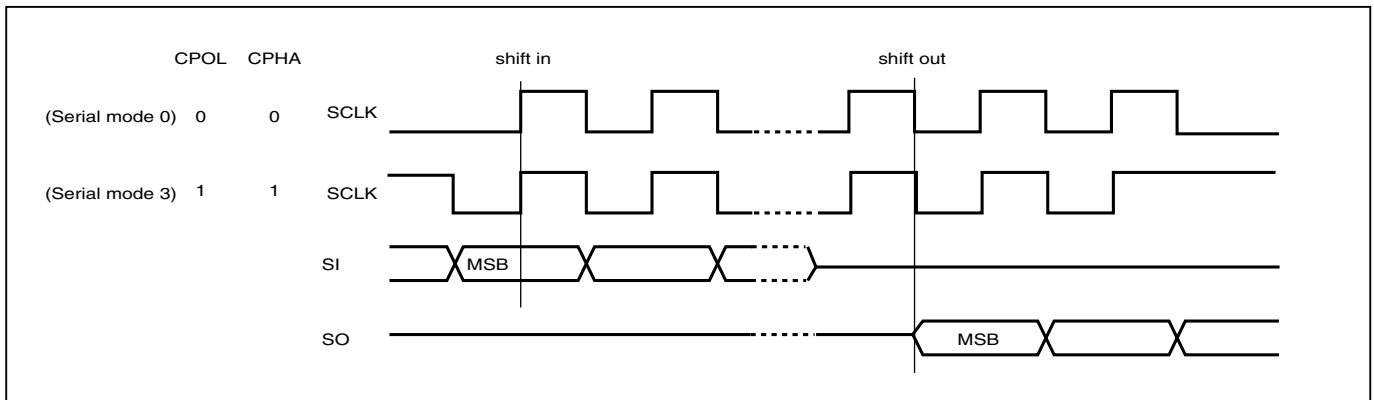 CPOL CPHA shift in shift out
(Serial mode 0) 0 0 SCLK
(Serial mode 3) 1 1 SCLK
SI MSB
SO MSB